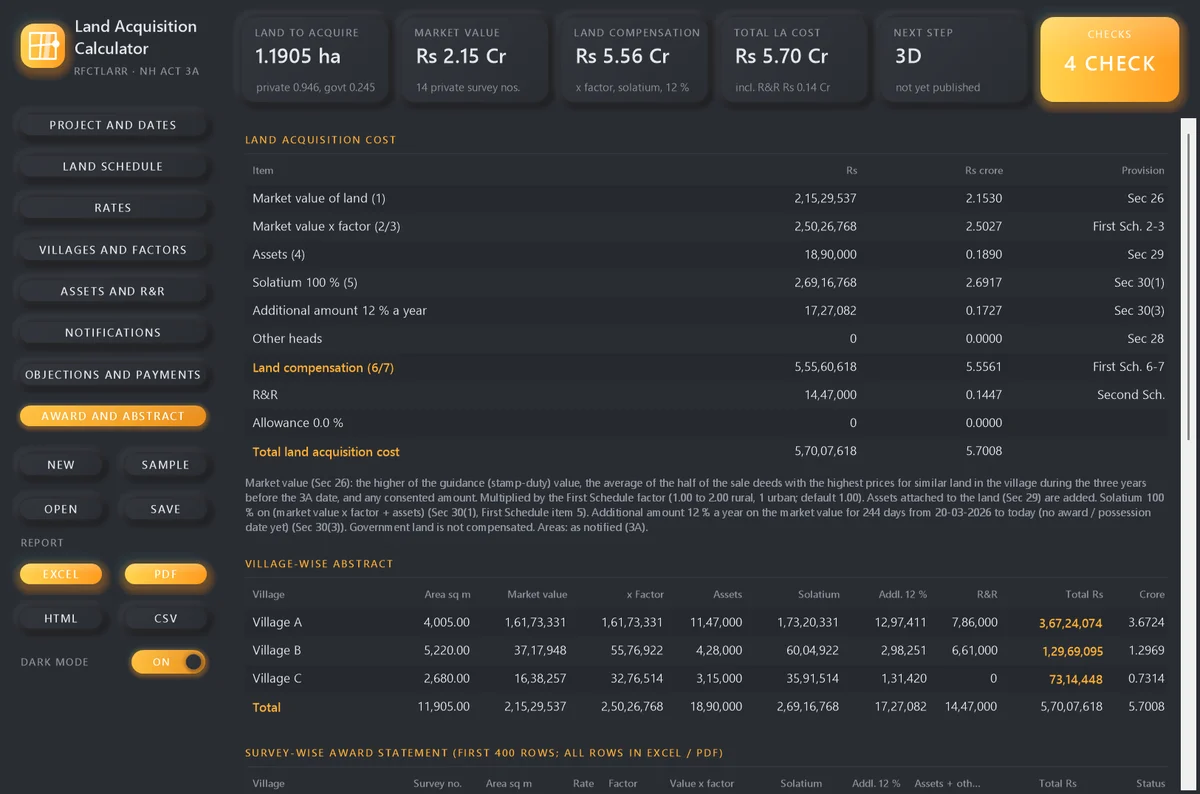 Land Acquisition
Calculator
RFCTLARR · NH ACT 3A
LAND TO ACQUIRE
1.1905 ha
private 0.946, govt 0.245
MARKET VALUE
Rs 2.15 Cr
14 private survey nos.
LAND COMPENSATION
Rs 5.56 Cr
x factor, solatium, 12 %
TOTAL LA COST
Rs 5.70 Cr
incl. R&R Rs 0.14 Cr
NEXT STEP
3D
not yet published
CHECKS
4 CHECK
PROJECT AND DATES
LAND SCHEDULE
RATES
VILLAGES AND FACTORS
ASSETS AND R&R
NOTIFICATIONS
OBJECTIONS AND PAYMENTS
AWARD AND ABSTRACT
NEW SAMPLE
OPEN SAVE
REPORT
EXCEL PDF
HTML CSV
DARK MODE ON
LAND ACQUISITION COST
Item Rs Rs crore Provision
Market value of land (1) 2,15,29,537 2.1530 Sec 26
Market value x factor (2/3) 2,50,26,768 2.5027 First Sch. 2-3
Assets (4) 18,90,000 0.1890 Sec 29
Solatium 100 % (5) 2,69,16,768 2.6917 Sec 30(1)
Additional amount 12 % a year 17,27,082 0.1727 Sec 30(3)
Other heads 0 0.0000 Sec 28
Land compensation (6/7) 5,55,60,618 5.5561 First Sch. 6-7
R&R 14,47,000 0.1447 Second Sch.
Allowance 0.0 % 0 0.0000
Total land acquisition cost 5,70,07,618 5.7008
Market value (Sec 26): the higher of the guidance (stamp-duty) value, the average of the half of the sale deeds with the highest prices for similar land in the village during the three years
before the 3A date, and any consented amount. Multiplied by the First Schedule factor (1.00 to 2.00 rural, 1 urban; default 1.00). Assets attached to the land (Sec 29) are added. Solatium 100
% on (market value x factor + assets) (Sec 30(1), First Schedule item 5). Additional amount 12 % a year on the market value for 244 days from 20-03-2026 to today (no award / possession
date yet) (Sec 30(3)). Government land is not compensated. Areas: as notified (3A).
VILLAGE-WISE ABSTRACT
Village Area sq m Market value x Factor Assets Solatium Addl. 12 % R&R Total Rs Crore
Village A 4,005.00 1,61,73,331 1,61,73,331 11,47,000 1,73,20,331 12,97,411 7,86,000 3,67,24,074 3.6724
Village B 5,220.00 37,17,948 55,76,922 4,28,000 60,04,922 2,98,251 6,61,000 1,29,69,095 1.2969
Village C 2,680.00 16,38,257 32,76,514 3,15,000 35,91,514 1,31,420 0 73,14,448 0.7314
Total 11,905.00 2,15,29,537 2,50,26,768 18,90,000 2,69,16,768 17,27,082 14,47,000 5,70,07,618 5.7008
SURVEY-WISE AWARD STATEMENT (FIRST 400 ROWS; ALL ROWS IN EXCEL / PDF)
Village Survey no. Area sq m Rate Factor Value x factor Solatium Addl. 12 % Assets + oth... Total Rs Status